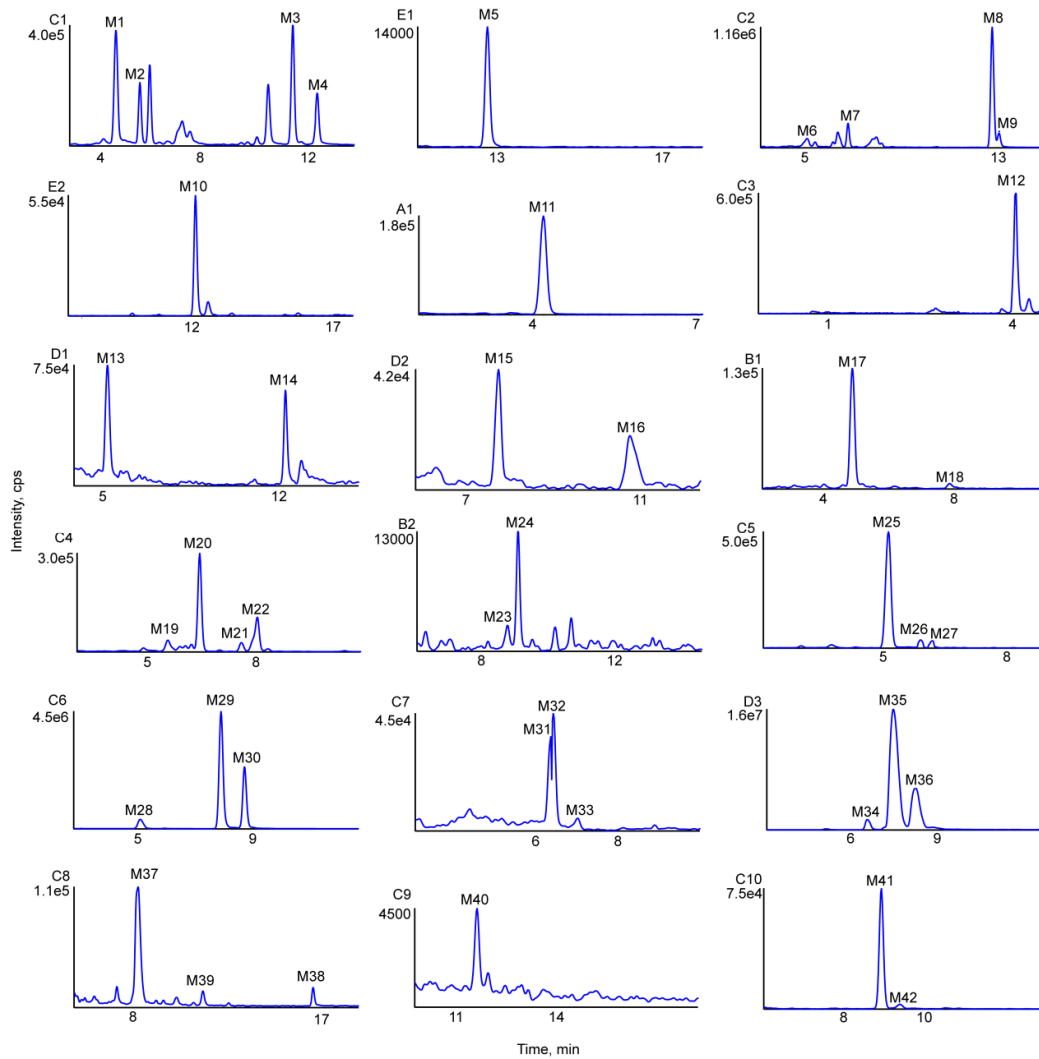 C1
4.0e5
M1
M2
M3
M4
4
8
12
E1
14000
M5
13
17
C2
1.16e6
M6
M7
M8
M9
5
13
E2
5.5e4
M10
12
17
A1
1.8e5
M11
4
7
C3
6.0e5
M12
1
4
D1
7.5e4
M13
M14
5
12
D2
4.2e4
M15
M16
7
11
B1
1.3e5
M17
M18
4
8
Intensity, cps
C4
3.0e5
M19
M20
M21
M22
5
8
B2
13000
M23
M24
8
12
C5
5.0e5
M25
M26
M27
5
8
C6
4.5e6
M28
M29
M30
5
9
C7
4.5e4
M31
M32
M33
6
8
D3
1.6e7
M34
M35
M36
6
9
C8
1.1e5
M37
M39
M38
8
17
C9
4500
M40
11
14
C10
7.5e4
M41
M42
8
10
Time, min